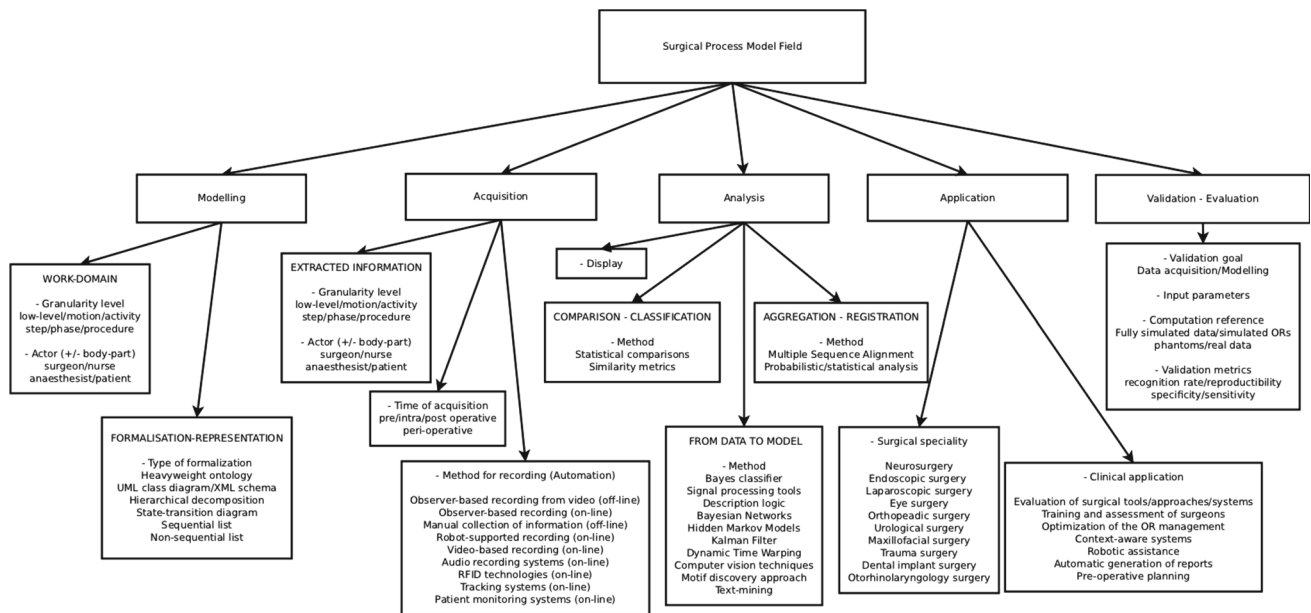 Surgical Process Model Field
Modelling
Acquisition
Analysis
Application
Validation - Evaluation
WORK-DOMAIN
- Granularity level
low-level/motion/activity
step/phase/procedure
- Actor (+/- body-part)
surgeon/nurse
anaesthesist/patient
FORMALISATION-REPRESENTATION
- Type of formalization
Heavyweight ontology
UML class diagram/XML schema
Hierarchical decomposition
State-transition diagram
Sequential list
Non-sequential list
EXTRACTED INFORMATION
- Granularity level
low-level/motion/activity
step/phase/procedure
- Actor (+/- body-part)
surgeon/nurse
anaesthesist/patient
- Time of acquisition
pre/intra/post operative
peri-operative
- Method for recording (Automation)
Observer-based recording from video (off-line)
Observer-based recording (on-line)
Manual collection of information (off-line)
Robot-supported recording (on-line)
Video-based recording (on-line)
Audio recording systems (on-line)
RFID technologies (on-line)
Tracking systems (on-line)
Patient monitoring systems (on-line)
- Display
COMPARISON - CLASSIFICATION
- Method
Statistical comparisons
Similarity metrics
AGGREGATION - REGISTRATION
- Method
Multiple Sequence Alignment
Probabilistic/statistical analysis
FROM DATA TO MODEL
- Method
Bayes classifier
Signal processing tools
Description logic
Bayesian Networks
Hidden Markov Models
Kalman Filter
Dynamic Time Warping
Computer vision techniques
Motif discovery approach
Text-mining
- Surgical speciality
Neurosurgery
Endoscopic surgery
Laparoscopic surgery
Eye surgery
Orthopeadic surgery
Urological surgery
Maxillofacial surgery
Trauma surgery
Dental implant surgery
Otorhinolaryngology surgery
- Clinical application
Evaluation of surgical tools/approaches/systems
Training and assessment of surgeons
Optimization of the OR management
Context-aware systems
Robotic assistance
Automatic generation of reports
Pre-operative planning
- Validation goal
Data acquisition/Modelling
- Input parameters
- Computation reference
Fully simulated data/simulated ORs
phantoms/real data
- Validation metrics
recognition rate/reproductibility
specificity/sensitivity